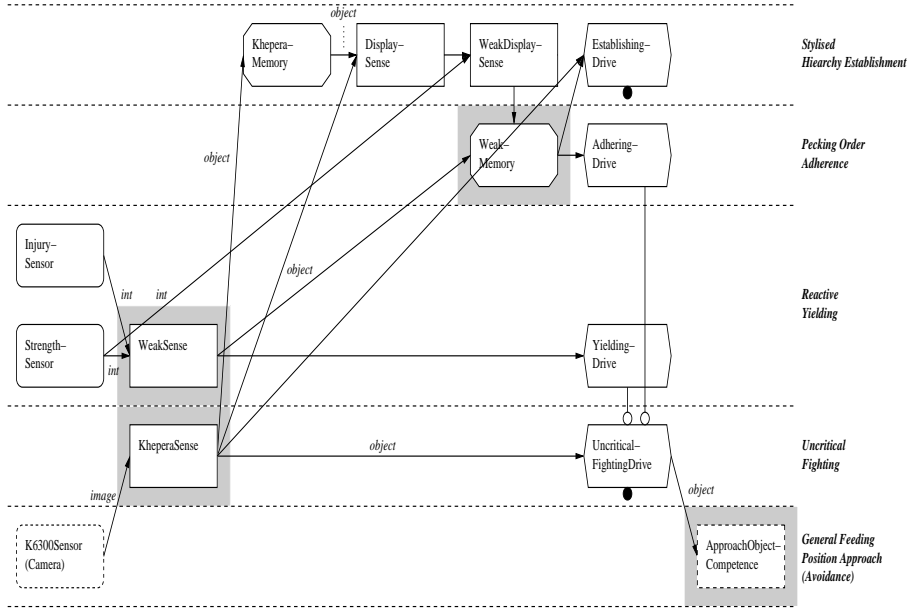 object
Khepera–
Memory
Display–
Sense
WeakDisplay–
Sense
Establishing–
Drive
Stylised
Hiearchy Establishment
object
Weak–
Memory
Adhering–
Drive
Pecking Order
Adherence
Injury–
Sensor
object
int
int
Reactive
Yielding
Strength–
Sensor
int
WeakSense
Yielding–
Drive
KheperaSense
object
Uncritical–
FightingDrive
Uncritical
Fighting
image
object
K6300Sensor
(Camera)
ApproachObject–
Competence
General Feeding
Position Approach
(Avoidance)